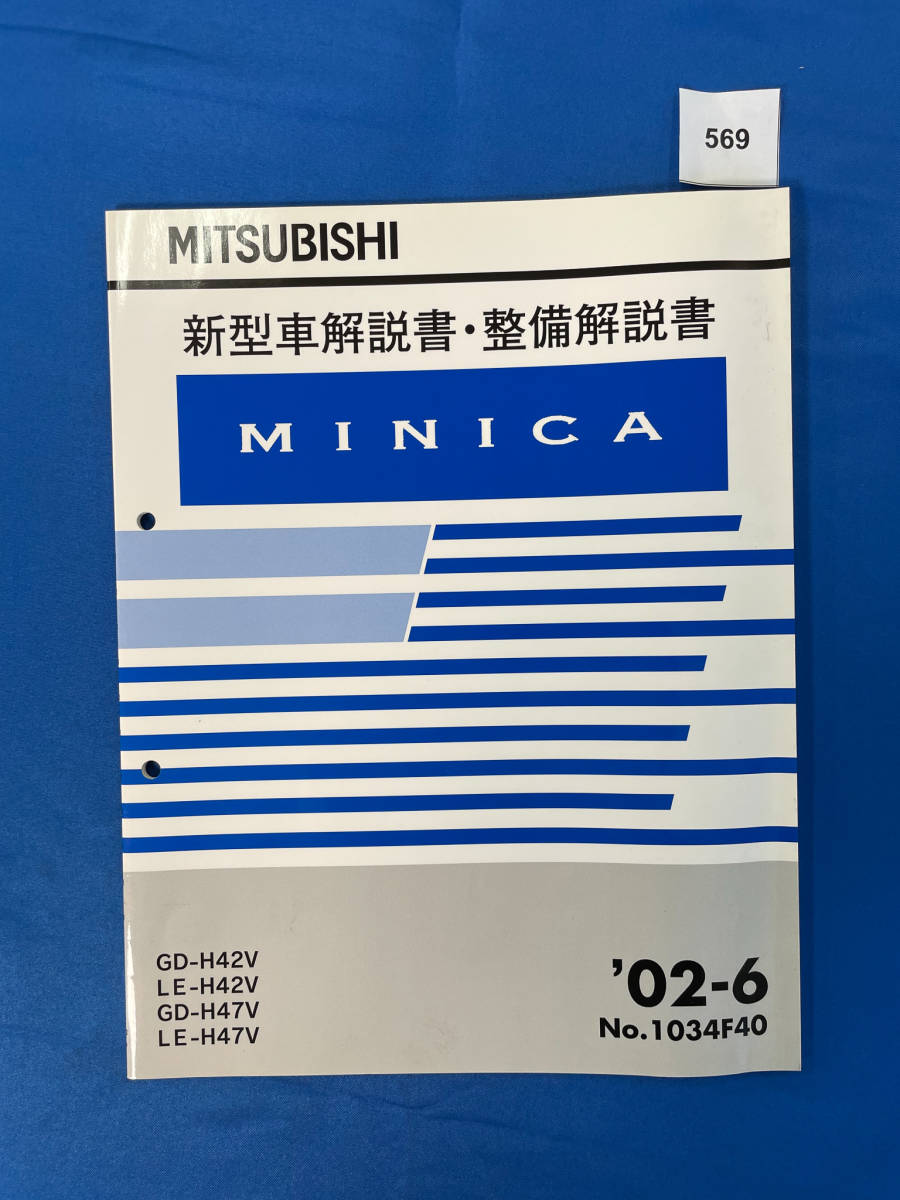 569
MITSUBISHI
新型車解説書・整備解説書
MINICA
GD-H42V
LE-H42V
GD-H47V
LE-H47V
’02-6
No.1034F40